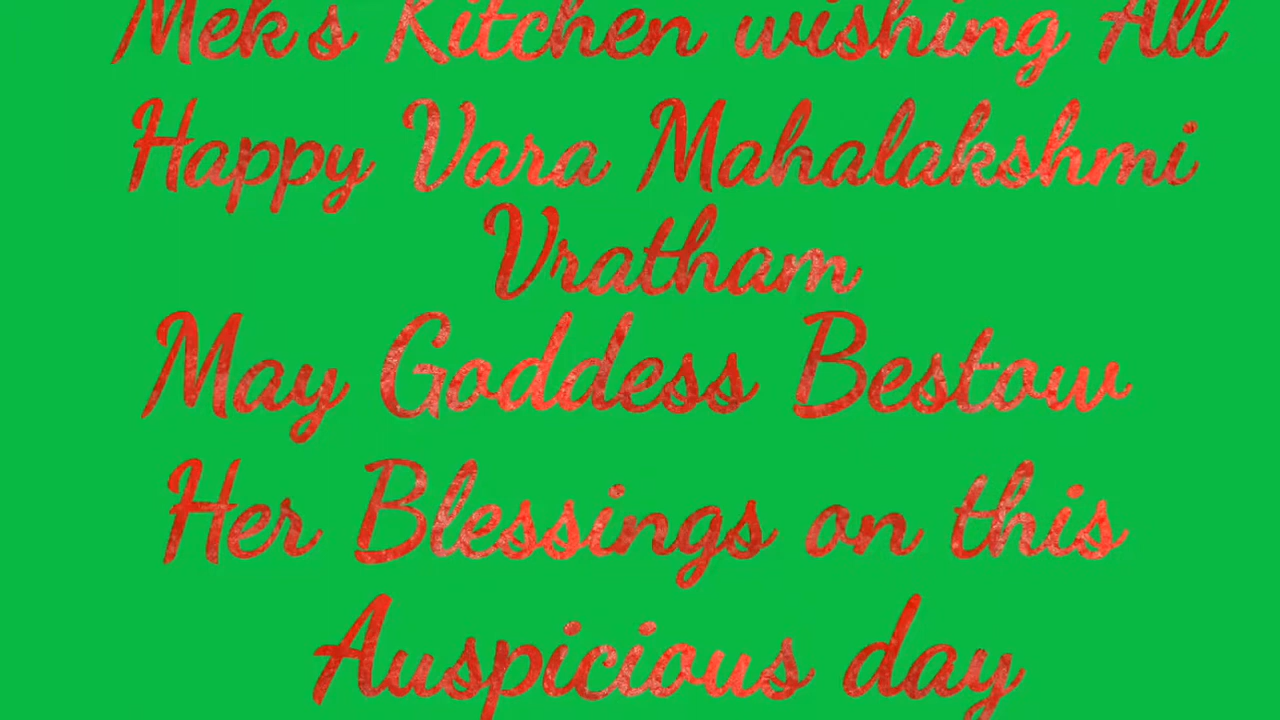 Mek's Kitchen wishing All
Happy Vara Mahalakshmi
Vratham
May Goddess Bestow
Her Blessings on this
Auspicious day